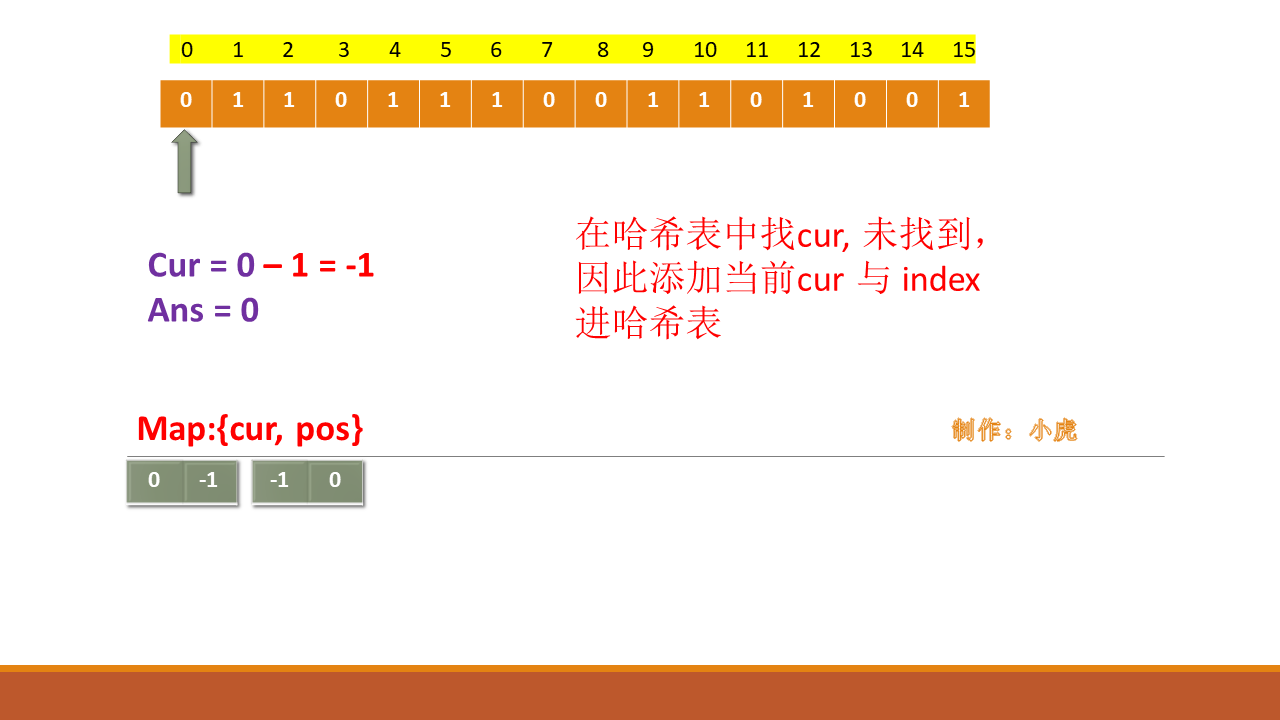 0 1 2 3 4 5 6 7 8 9 10 11 12 13 14 15
0 1 1 0 1 1 1 0 0 1 1 0 1 0 0 1
Cur = 0 – 1 = -1
Ans = 0
在哈希表中找cur, 未找到，
因此添加当前cur 与 index
进哈希表
Map:{cur, pos}
制作：小虎
0 -1 -1 0